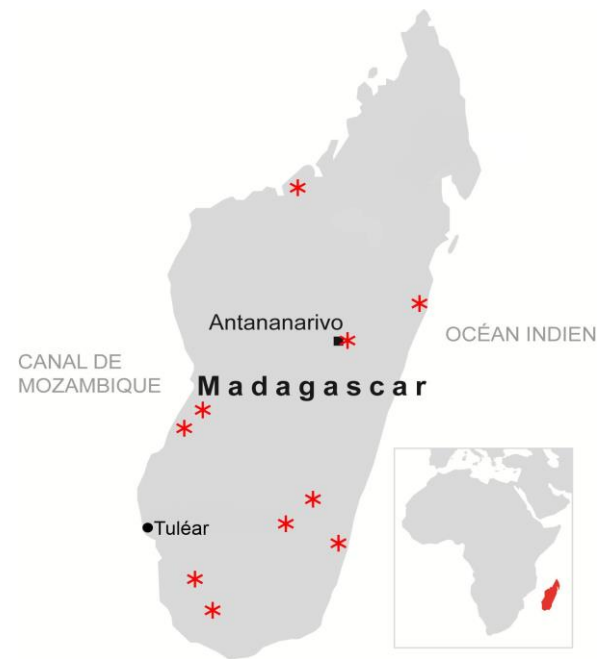 Antananarivo
OCÉAN INDIEN
CANAL DE
MOZAMBIQUE
Madagascar
Tuléar